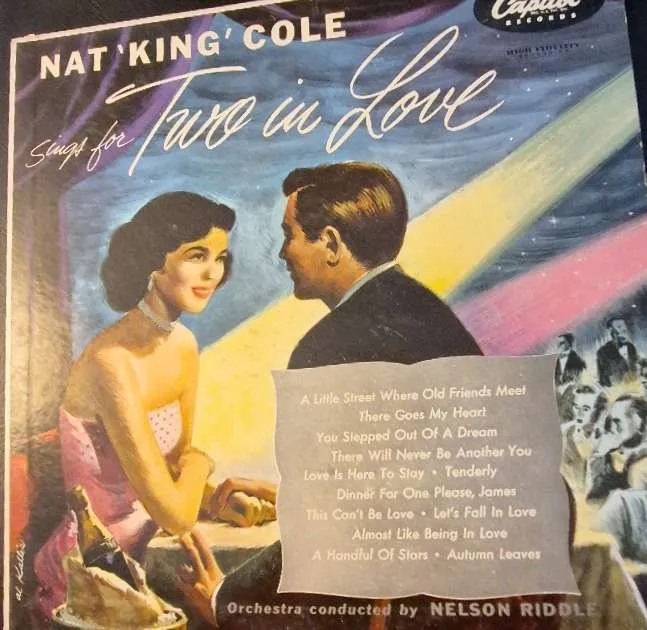 Capitol
RECORDS
HIGH FIDELITY
NAT 'KING' COLE
Sings for Two in Love
A Little Street Where Old Friends Meet
There Goes My Heart
You Stepped Out Of A Dream
There Will Never Be Another You
Love Is Here To Stay • Tenderly
Dinner For One Please, James
This Can't Be Love • Let's Fall In Love
Almost Like Being In Love
A Handful Of Stars • Autumn Leaves
Orchestra conducted by NELSON RIDDLE